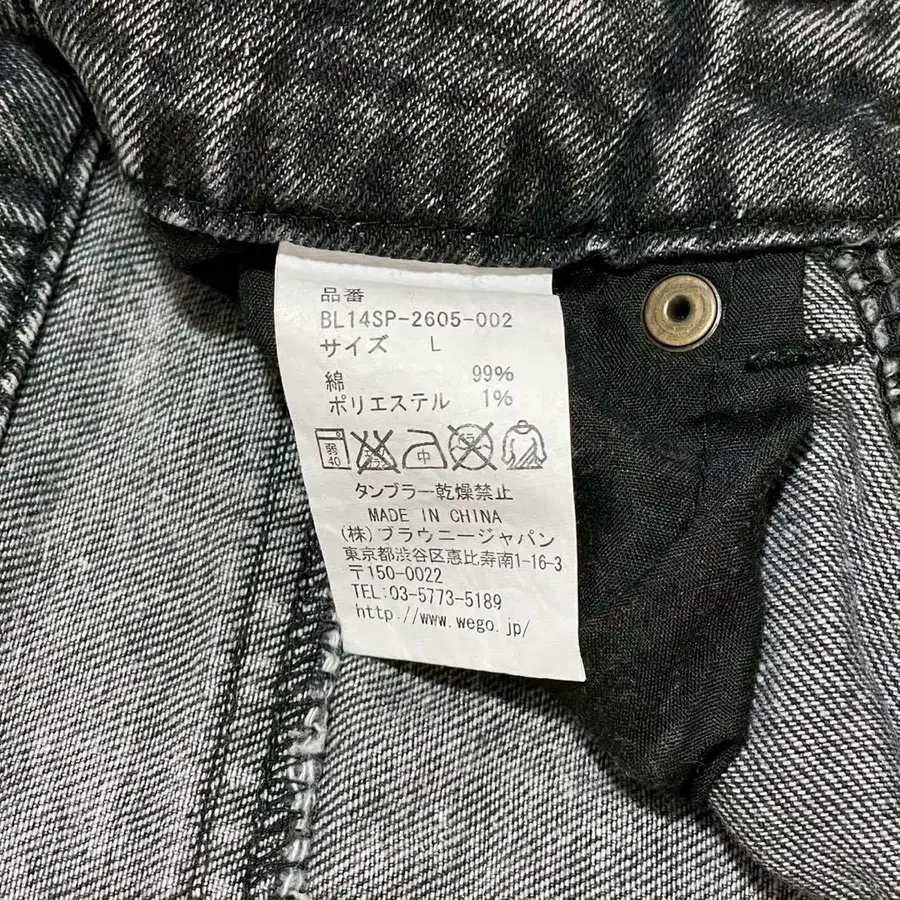 品番
BL14SP-2605-002
サイズ L
綿 99%
ポリエステル 1%
弱 40 中
タンブラー乾燥禁止
MADE IN CHINA
(株)ブラウニージャパン
東京都渋谷区恵比寿南1-16-3
〒150-0022
TEL:03-5773-5189
http://www.wego.jp/